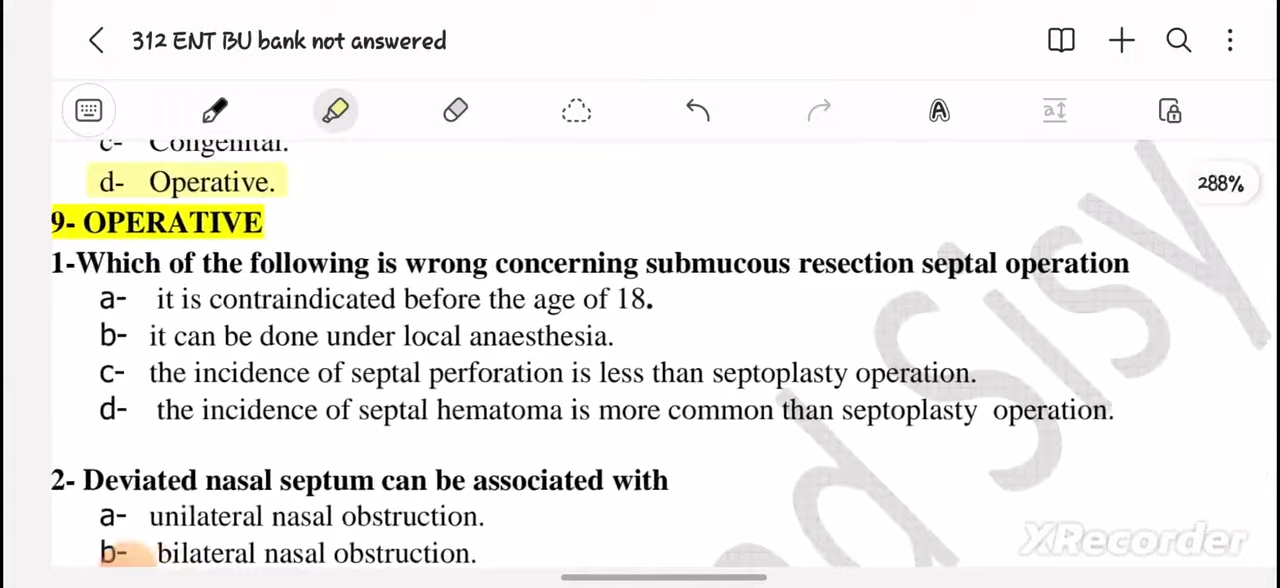 312 ENT BU bank not answered
c- Congenital.
d- Operative.
288%
9- OPERATIVE
1-Which of the following is wrong concerning submucous resection septal operation
a- it is contraindicated before the age of 18.
b- it can be done under local anaesthesia.
c- the incidence of septal perforation is less than septoplasty operation.
d- the incidence of septal hematoma is more common than septoplasty operation.
2- Deviated nasal septum can be associated with
a- unilateral nasal obstruction.
b- bilateral nasal obstruction.
d Sisy
XRecorder